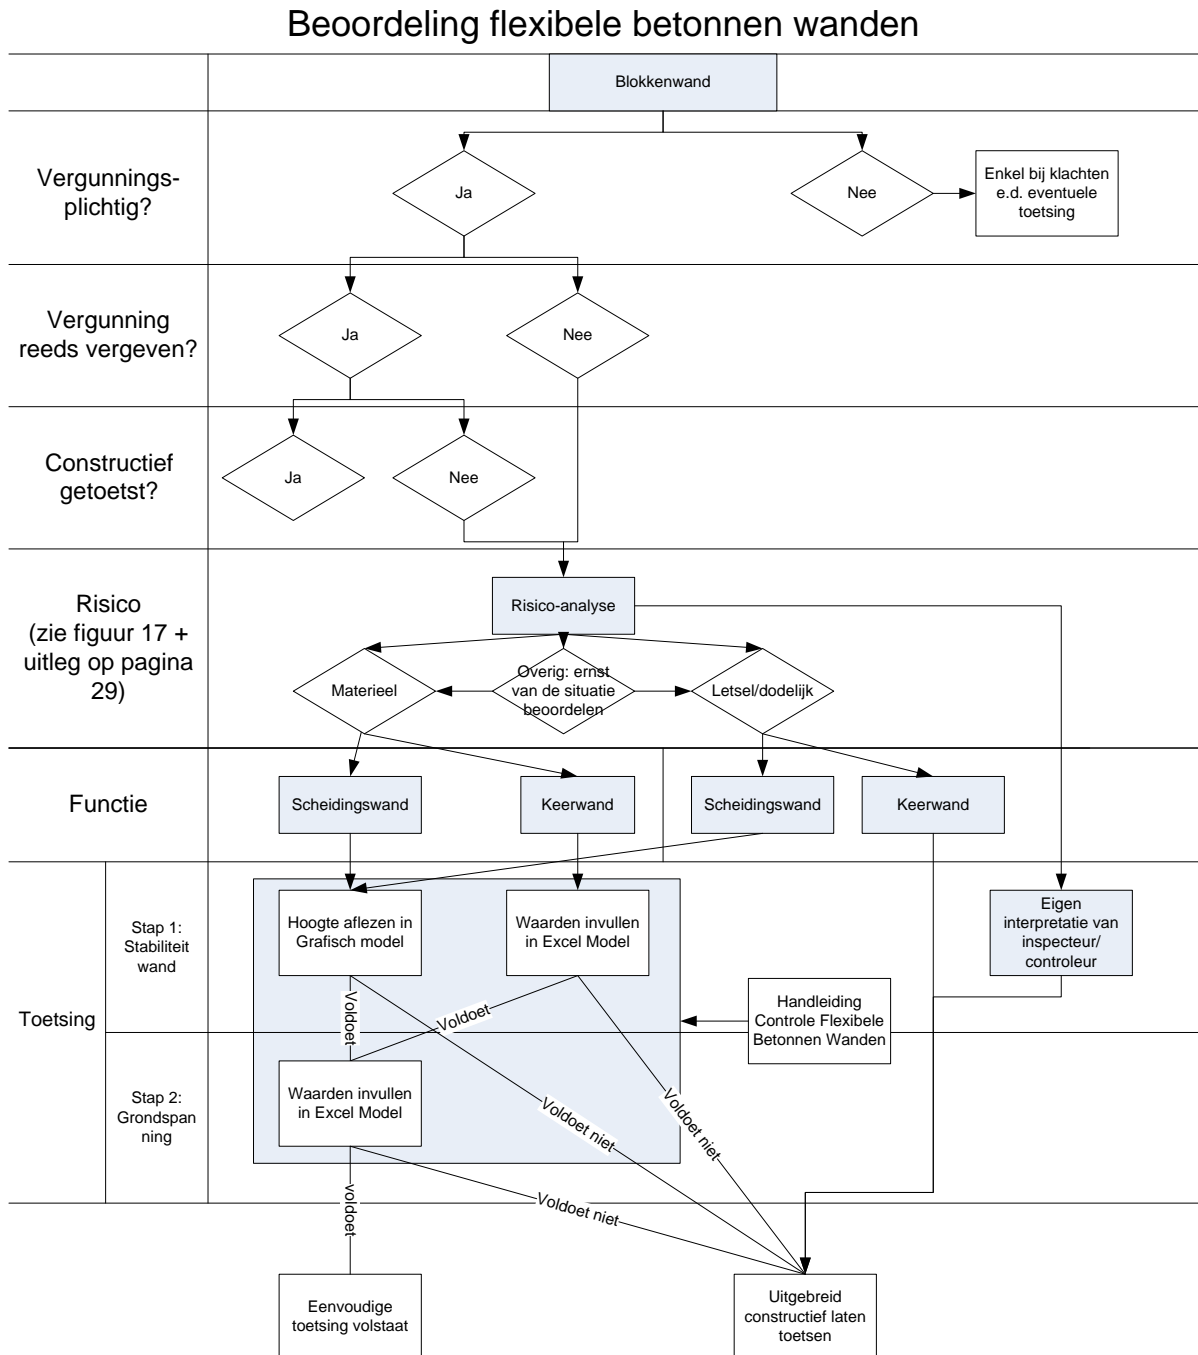 Beoordeling flexibele betonnen wanden
Blokkenwand
Vergunnings-
plichtig?
Ja
Nee
Enkel bij klachten
e.d. eventuele
toetsing
Vergunning
reeds vergeven?
Ja
Nee
Constructief
getoetst?
Ja
Nee
Risico
(zie figuur 17 +
uitleg op pagina
29)
Risico-analyse
Materieel
Overig: ernst
van de situatie
beoordelen
Letsel/dodelijk
Functie
Scheidingswand
Keerwand
Scheidingswand
Keerwand
Toetsing
Stap 1:
Stabiliteit
wand
Hoogte aflezen in
Grafisch model
Waarden invullen
in Excel Model
Eigen
interpretatie van
inspecteur/
controleur
Voldoet
Voldoet
Handleiding
Controle Flexibele
Betonnen Wanden
Stap 2:
Grondspan
ning
Waarden invullen
in Excel Model
Voldoet niet
Voldoet niet
voldoet
Voldoet niet
Eenvoudige
toetsing volstaat
Uitgebreid
constructief laten
toetsen